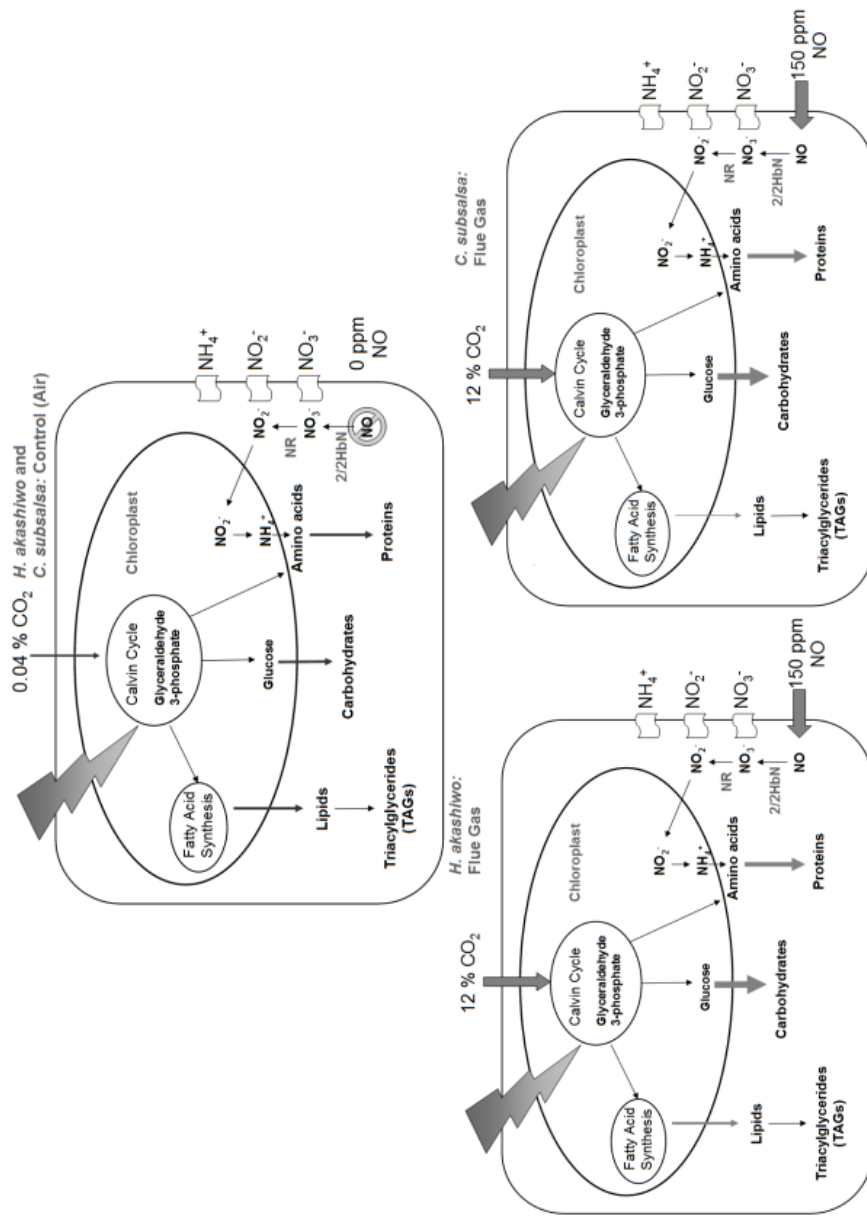 0.04 % CO2
H. akashiwo and
C. subsalsa: Control (Air)
Chloroplast
Calvin Cycle
Glyceraldehyde
3-phosphate
Fatty Acid
Synthesis
Glucose
NO2-
NH4+
Amino acids
NO2-
NR
NO3-
2/2HbN
NO
NH4+
NO2-
NO3-
0 ppm
NO
Lipids
Triacylglycerides
(TAGs)
Carbohydrates
Proteins
12 % CO2
H. akashiwo:
Flue Gas
Chloroplast
Calvin Cycle
Glyceraldehyde
3-phosphate
Fatty Acid
Synthesis
Glucose
NO2-
NH4+
Amino acids
NO2-
NR
NO3-
2/2HbN
NO
NH4+
NO2-
NO3-
150 ppm
NO
Lipids
Triacylglycerides
(TAGs)
Carbohydrates
Proteins
12 % CO2
C. subsalsa:
Flue Gas
Chloroplast
Calvin Cycle
Glyceraldehyde
3-phosphate
Fatty Acid
Synthesis
Glucose
NO2-
NH4+
Amino acids
NO2-
NR
NO3-
2/2HbN
NO
NH4+
NO2-
NO3-
150 ppm
NO
Lipids
Triacylglycerides
(TAGs)
Carbohydrates
Proteins